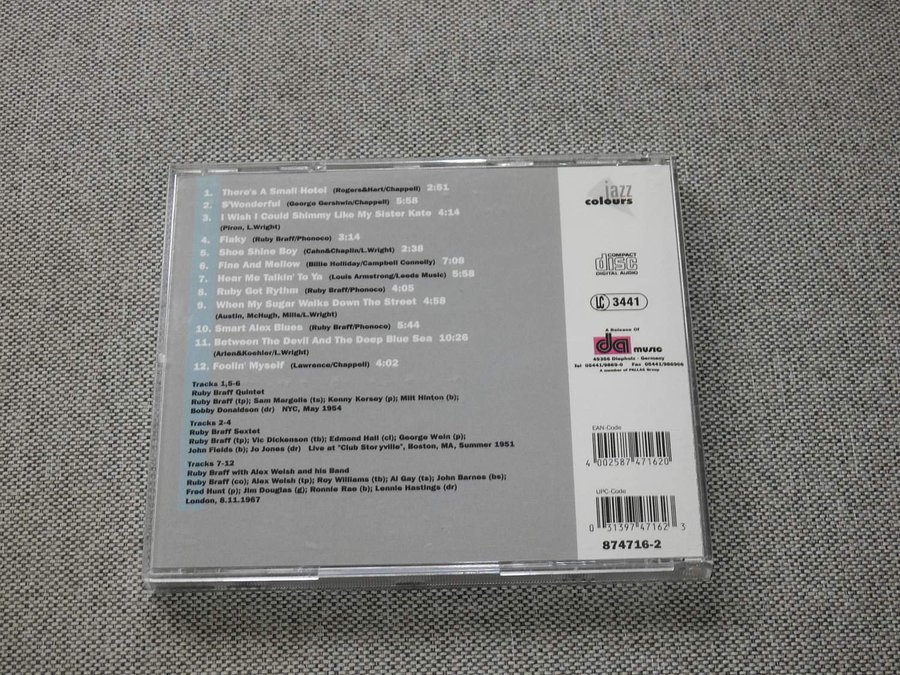 1. There's A Small Hotel (Rogers&Hart/Chappell) 2:51
2. S'Wonderful (George Gershwin/Chappell) 5:58
3. I Wish I Could Shimmy Like My Sister Kate 4:14
(Piron, L.Wright)
4. Flaky (Ruby Braff/Phonoco) 3:14
5. Shoe Shine Boy (Cahn&Chaplin/L.Wright) 2:38
6. Fine And Mellow (Billie Holliday/Campbell Connelly) 7:08
7. Hear Me Talkin' To Ya (Louis Armstrong/Leeds Music) 5:58
8. Ruby Got Rythm (Ruby Braff/Phonoco) 4:05
9. When My Sugar Walks Down The Street 4:58
(Austin, McHugh, Mills/L.Wright)
10. Smart Alex Blues (Ruby Braff/Phonoco) 5:44
11. Between The Devil And The Deep Blue Sea 10:26
(Arlen&Koehler/L.Wright)
12. Foolin' Myself (Lawrence/Chappell) 4:02
Tracks 1,5-6
Ruby Braff Quintet
Ruby Braff (tp); Sam Margolis (ts); Kenny Kersey (p); Milt Hinton (b);
Bobby Donaldson (dr) NYC, May 1954
Tracks 2-4
Ruby Braff Sextet
Ruby Braff (tp); Vic Dickenson (tb); Edmond Hall (cl); George Wein (p);
John Fields (b); Jo Jones (dr) Live at "Club Storyville", Boston, MA, Summer 1951
Tracks 7-12
Ruby Braff with Alex Welsh and his Band
Ruby Braff (co); Alex Welsh (tp); Roy Williams (tb); Al Gay (ts); John Barnes (bs);
Fred Hunt (p); Jim Douglas (g); Ronnie Rae (b); Lennie Hastings (dr)
London, 8.11.1967
jazz
colours
COMPACT
disc
DIGITAL AUDIO
LC 3441
A Release Of
da music
49356 Diepholz - Germany
Tel 05441/9869-0 Fax 05441/986966
A member of PALLAS Group
EAN-Code
4 002587 471620
UPC-Code
0 31397 47162 3
874716-2